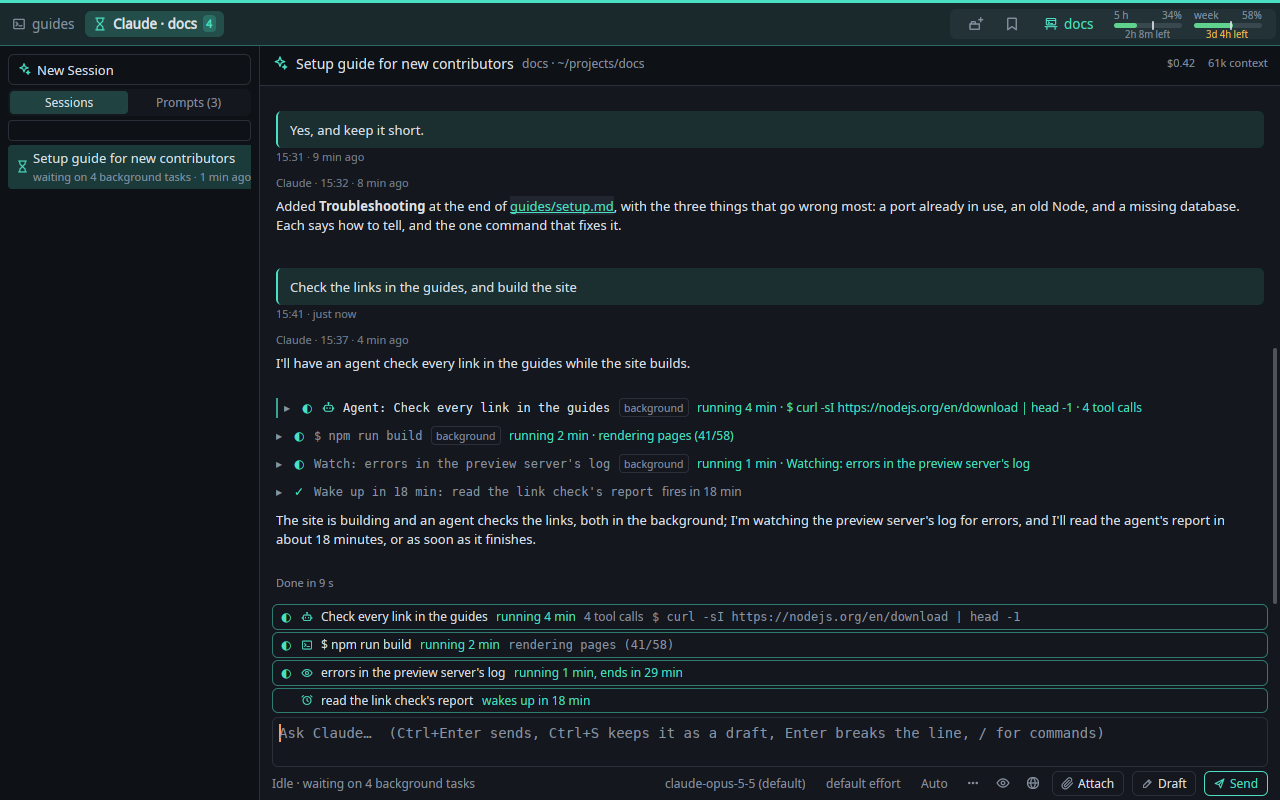 guides
Claude · docs 4
docs
5 h 34%
2h 8m left
week 58%
3d 4h left
New Session
Sessions
Prompts (3)
Setup guide for new contributors
waiting on 4 background tasks · 1 min ago
Setup guide for new contributors docs · ~/projects/docs
$0.42 61k context
Yes, and keep it short.
15:31 · 9 min ago
Claude · 15:32 · 8 min ago
Added Troubleshooting at the end of guides/setup.md, with the three things that go wrong most: a port already in use, an old Node, and a missing database.
Each says how to tell, and the one command that fixes it.
Check the links in the guides, and build the site
15:41 · just now
Claude · 15:37 · 4 min ago
I'll have an agent check every link in the guides while the site builds.
Agent: Check every link in the guides background running 4 min · $ curl -sI https://nodejs.org/en/download | head -1 · 4 tool calls
$ npm run build background running 2 min · rendering pages (41/58)
Watch: errors in the preview server's log background running 1 min · Watching: errors in the preview server's log
Wake up in 18 min: read the link check's report fires in 18 min
The site is building and an agent checks the links, both in the background; I'm watching the preview server's log for errors, and I'll read the agent's report in
about 18 minutes, or as soon as it finishes.
Done in 9 s
Check every link in the guides running 4 min 4 tool calls $ curl -sI https://nodejs.org/en/download | head -1
$ npm run build running 2 min rendering pages (41/58)
errors in the preview server's log running 1 min, ends in 29 min
read the link check's report wakes up in 18 min
Ask Claude… (Ctrl+Enter sends, Ctrl+S keeps it as a draft, Enter breaks the line, / for commands)
Idle · waiting on 4 background tasks
claude-opus-5-5 (default) default effort Auto ··· Attach Draft Send